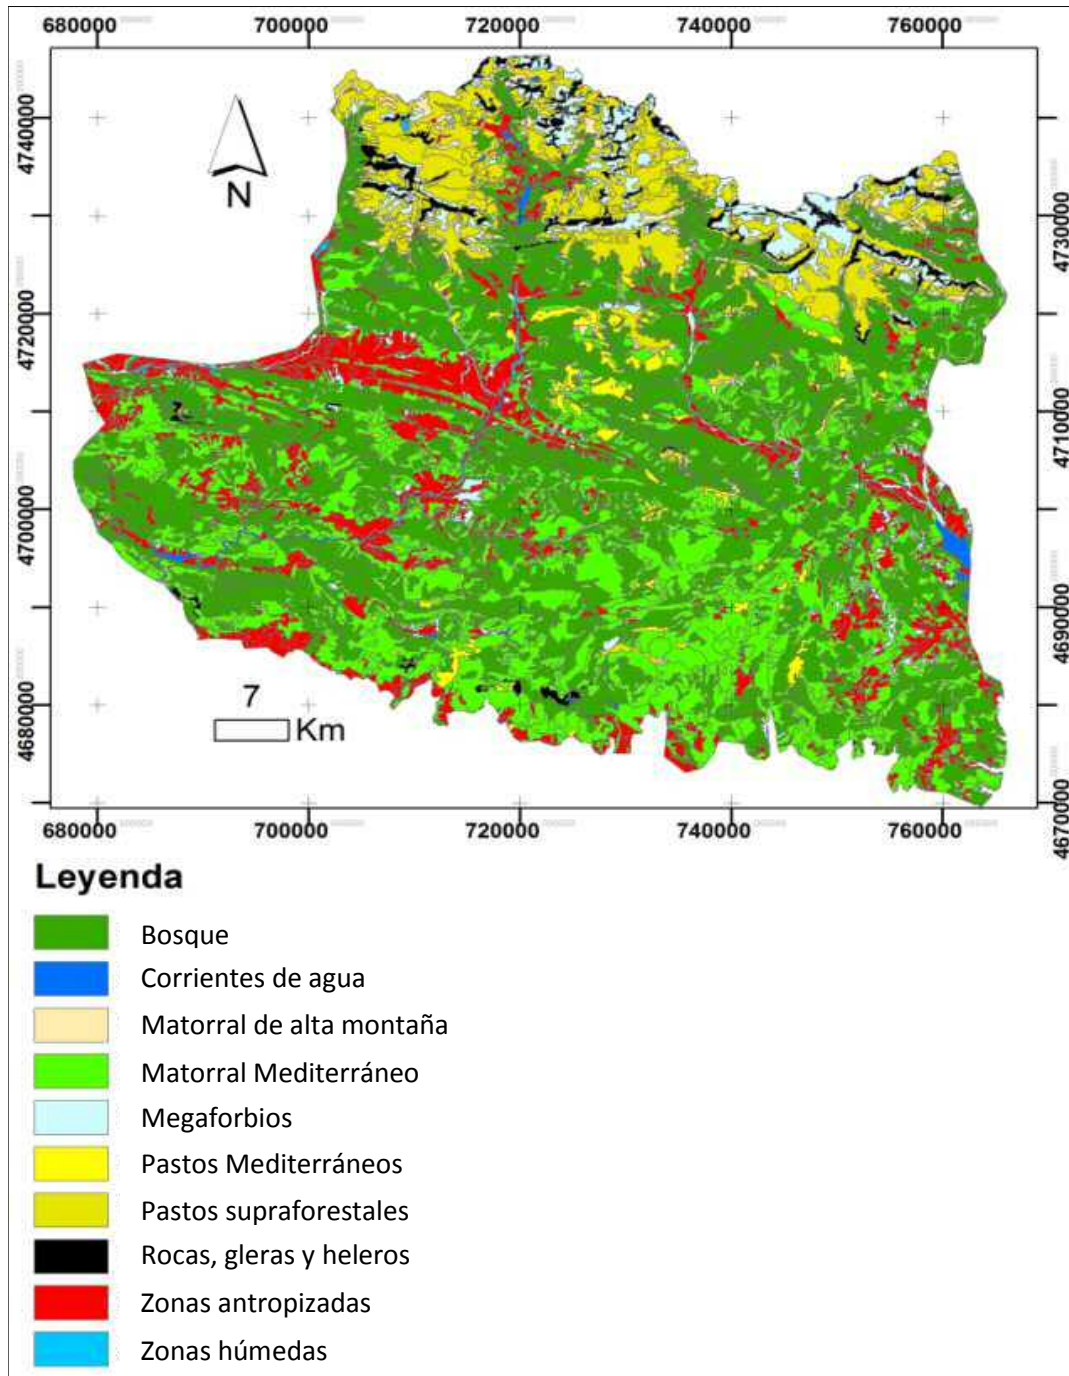 680000 700000 720000 740000 760000
4740000
4730000
4720000
4710000
4700000
4690000
4680000
4670000
N
7
Km
680000 700000 720000 740000 760000
Leyenda
Bosque
Corrientes de agua
Matorral de alta montaña
Matorral Mediterráneo
Megaforbios
Pastos Mediterráneos
Pastos supraforestales
Rocas, gleras y heleros
Zonas antropizadas
Zonas húmedas